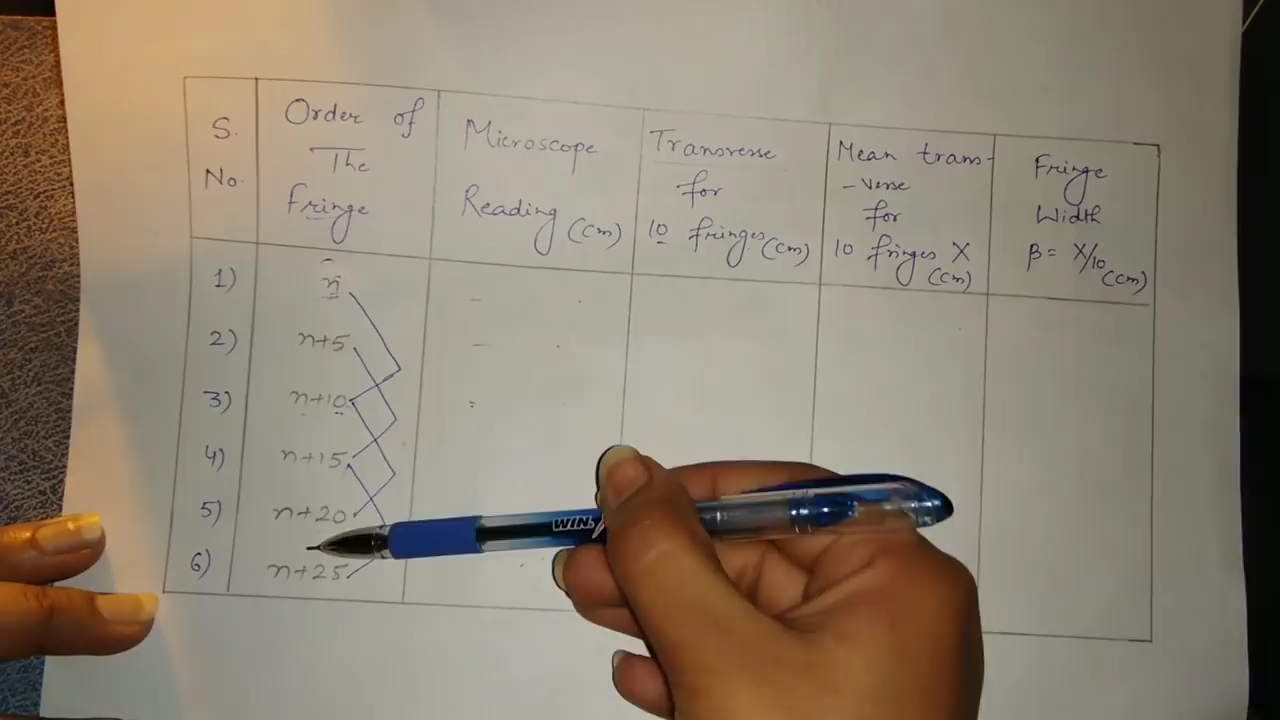 S.
No.
Order of
The
fringe
Microscope
Reading (cm)
Transverse
for
10 fringes (cm)
Mean trans-
-verse
for
10 fringes X
(cm)
Fringe
Width
β = X/10 (cm)
1) n
2) n+5
3) n+10
4) n+15
5) n+20
6) n+25
WIN